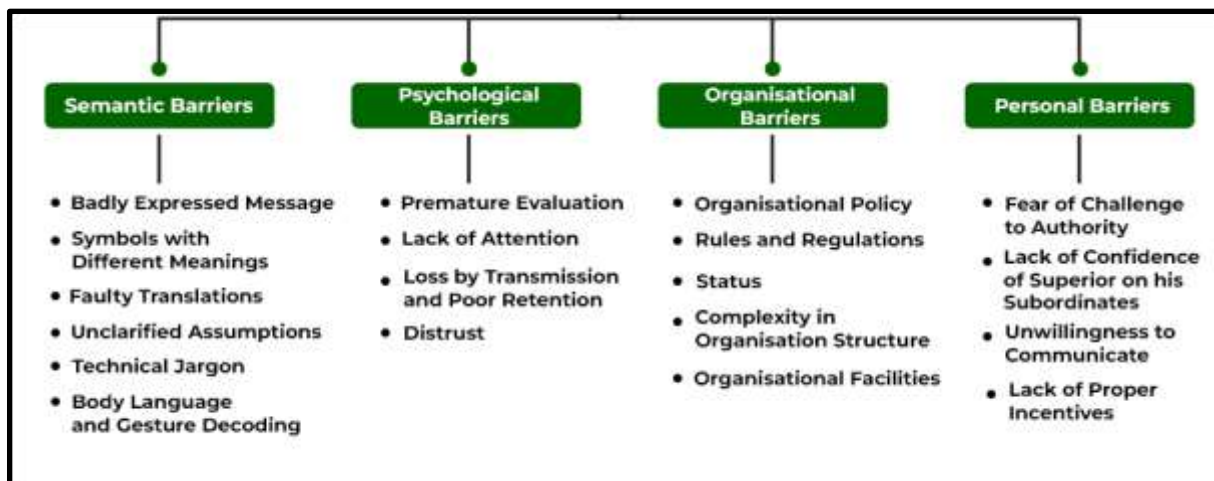 Semantic Barriers
• Badly Expressed Message
• Symbols with
Different Meanings
• Faulty Translations
• Unclarified Assumptions
• Technical Jargon
• Body Language
and Gesture Decoding
Psychological
Barriers
• Premature Evaluation
• Lack of Attention
• Loss by Transmission
and Poor Retention
• Distrust
Organisational
Barriers
• Organisational Policy
• Rules and Regulations
• Status
• Complexity in
Organisation Structure
• Organisational Facilities
Personal Barriers
• Fear of Challenge
to Authority
• Lack of Confidence
of Superior on his
Subordinates
• Unwillingness to
Communicate
• Lack of Proper
Incentives